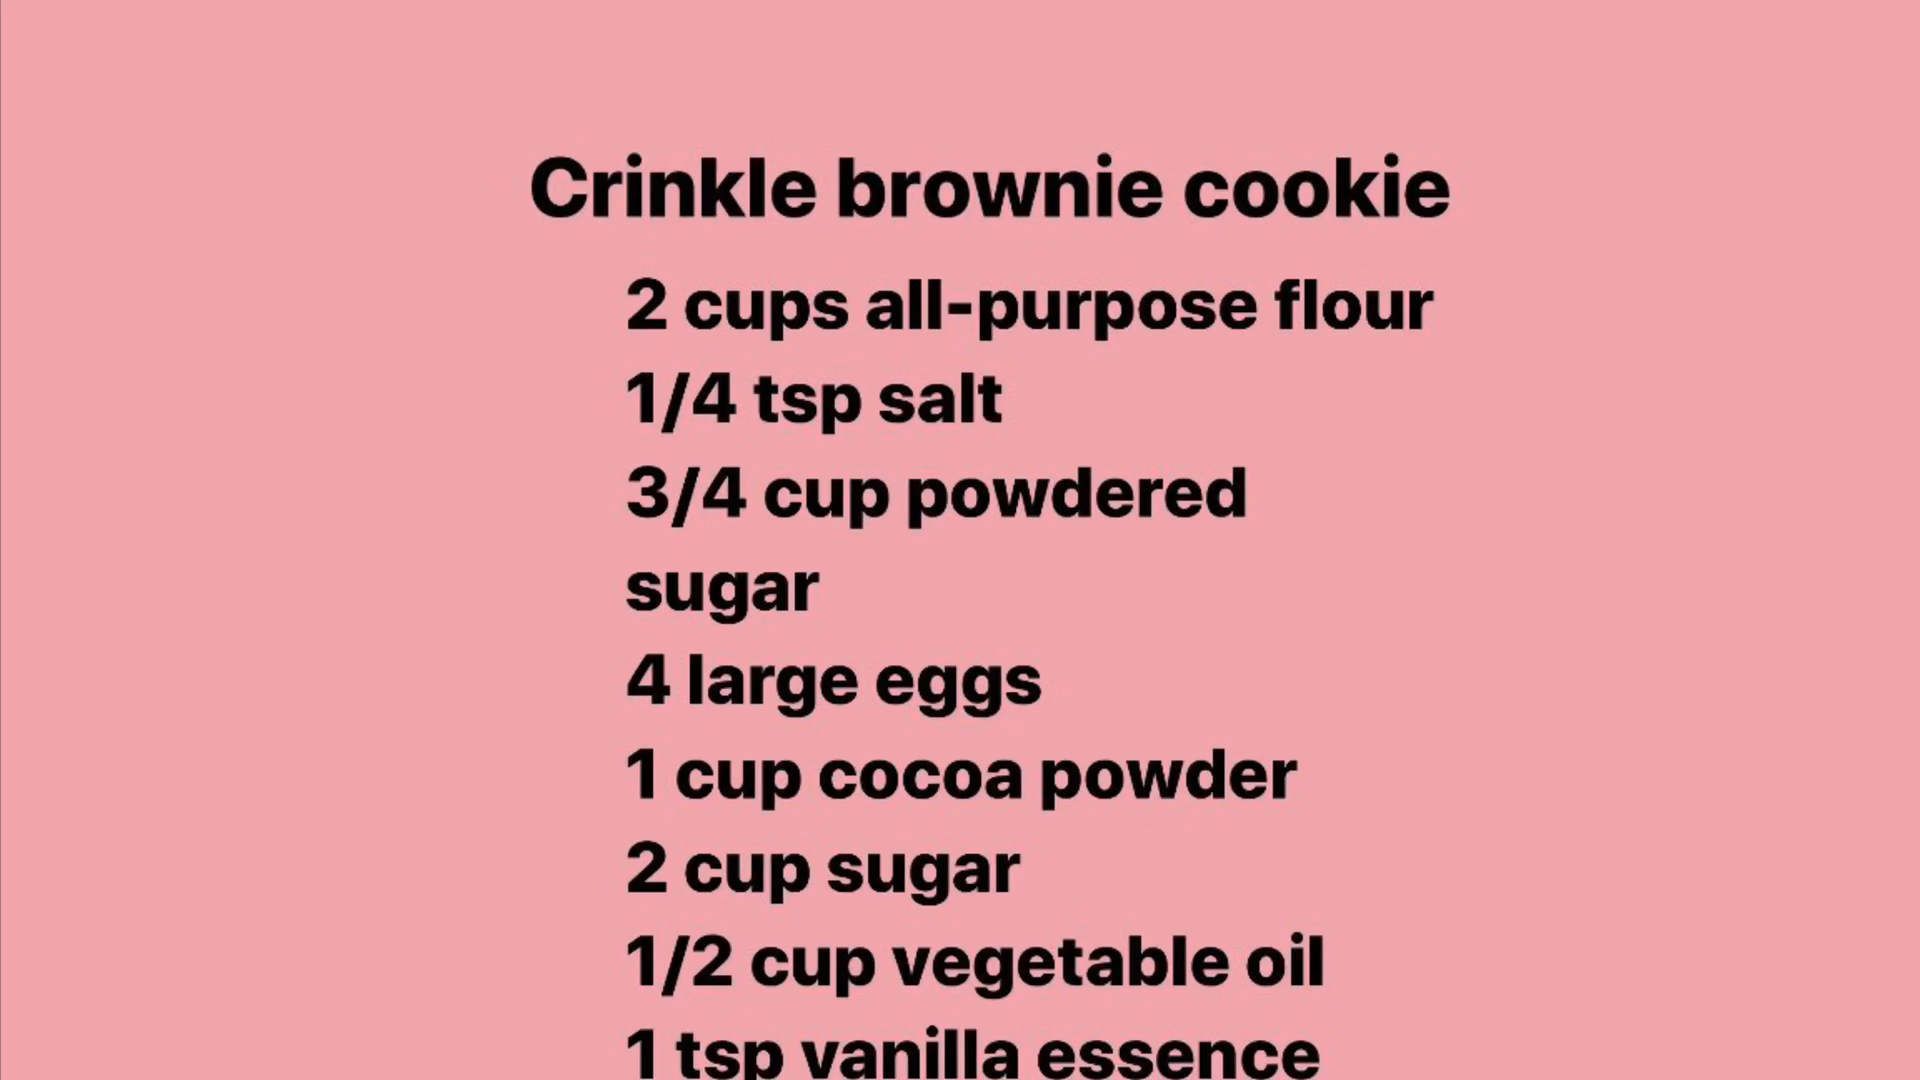 Crinkle brownie cookie
2 cups all-purpose flour
1/4 tsp salt
3/4 cup powdered
sugar
4 large eggs
1 cup cocoa powder
2 cup sugar
1/2 cup vegetable oil
1 tsp vanilla essence